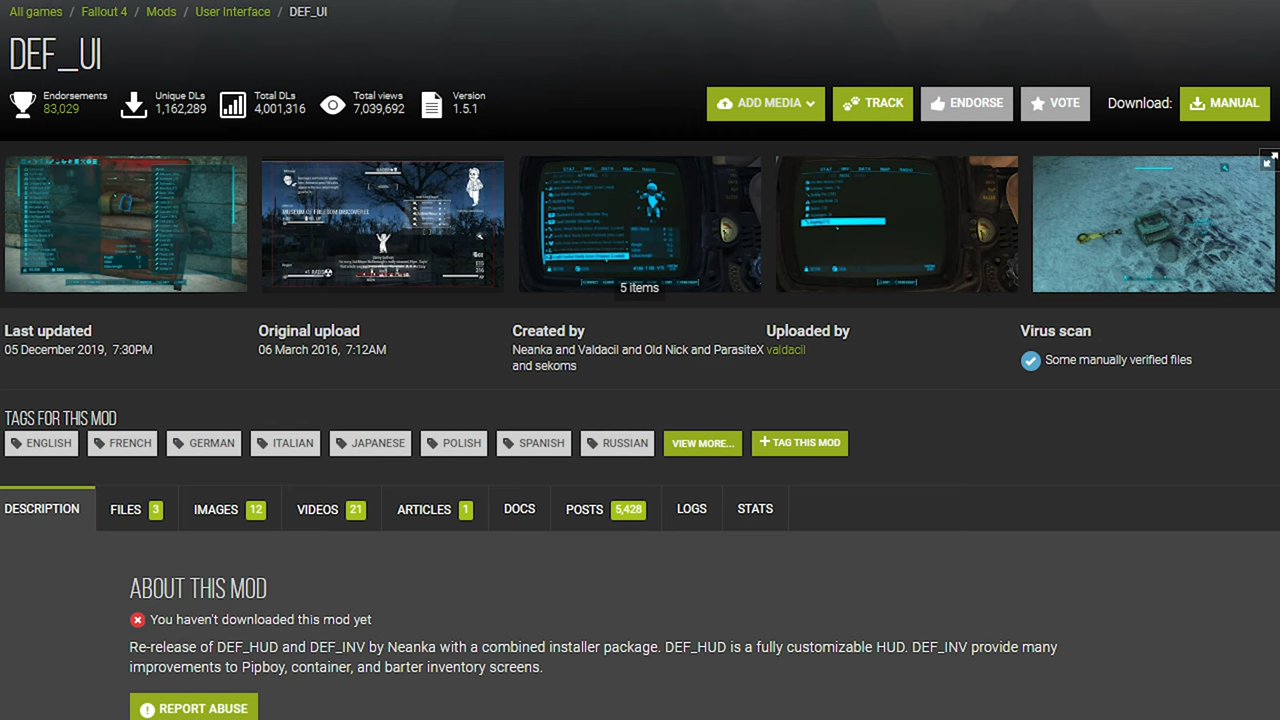 All games / Fallout 4 / Mods / User Interface / DEF_UI
DEF_UI
Endorsements
83,029
Unique DLs
1,162,289
Total DLs
4,001,316
Total views
7,039,692
Version
1.5.1
ADD MEDIA
TRACK
ENDORSE
VOTE
Download:
MANUAL
MUSEUM OF FREEDOM DISCOVERED
5 items
Last updated
05 December 2019, 7:30PM
Original upload
06 March 2016, 7:12AM
Created by
Neanka and Valdacil and Old Nick and ParasiteX
and sekoms
Uploaded by
valdacil
Virus scan
Some manually verified files
TAGS FOR THIS MOD
ENGLISH FRENCH GERMAN ITALIAN JAPANESE POLISH SPANISH RUSSIAN VIEW MORE... + TAG THIS MOD
DESCRIPTION FILES 3 IMAGES 12 VIDEOS 21 ARTICLES 1 DOCS POSTS 5,428 LOGS STATS
ABOUT THIS MOD
You haven't downloaded this mod yet
Re-release of DEF_HUD and DEF_INV by Neanka with a combined installer package. DEF_HUD is a fully customizable HUD. DEF_INV provide many
improvements to Pipboy, container, and barter inventory screens.
REPORT ABUSE